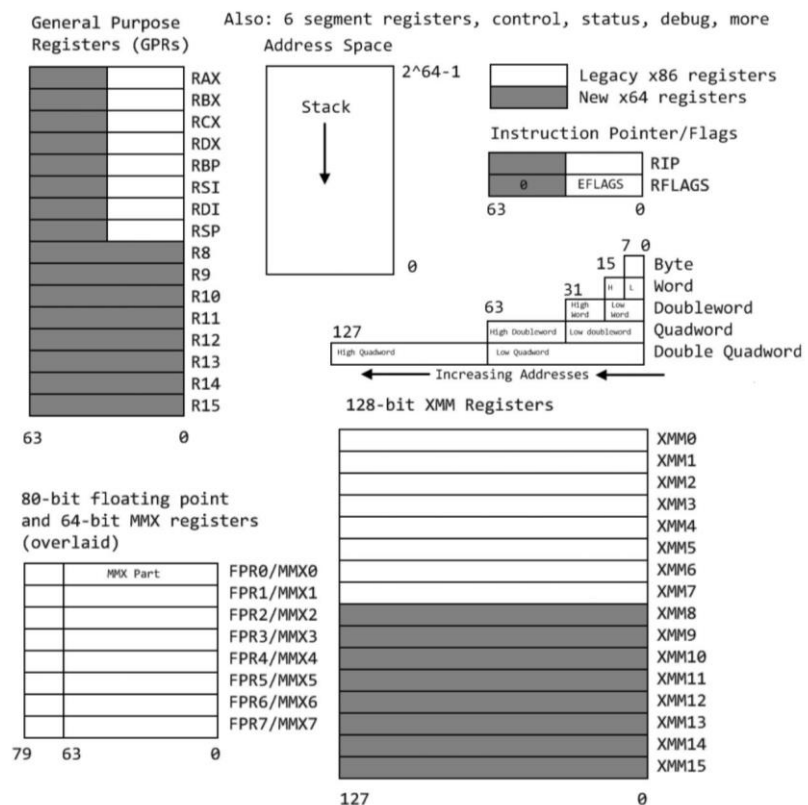 General Purpose
Registers (GPRs)
Also: 6 segment registers, control, status, debug, more
Address Space
RAX
RBX
RCX
RDX
RBP
RSI
RDI
RSP
R8
R9
R10
R11
R12
R13
R14
R15
63 0
2^64-1
Stack
0
Legacy x86 registers
New x64 registers
Instruction Pointer/Flags
RIP
0 EFLAGS RFLAGS
63 0
7 0
15 Byte
31 H L Word
63 High Word Low Word Doubleword
127 High Doubleword Low doubleword Quadword
High Quadword Low Quadword Double Quadword
Increasing Addresses
128-bit XMM Registers
XMM0
XMM1
XMM2
XMM3
XMM4
XMM5
XMM6
XMM7
XMM8
XMM9
XMM10
XMM11
XMM12
XMM13
XMM14
XMM15
127 0
80-bit floating point
and 64-bit MMX registers
(overlaid)
MMX Part FPR0/MMX0
FPR1/MMX1
FPR2/MMX2
FPR3/MMX3
FPR4/MMX4
FPR5/MMX5
FPR6/MMX6
FPR7/MMX7
79 63 0